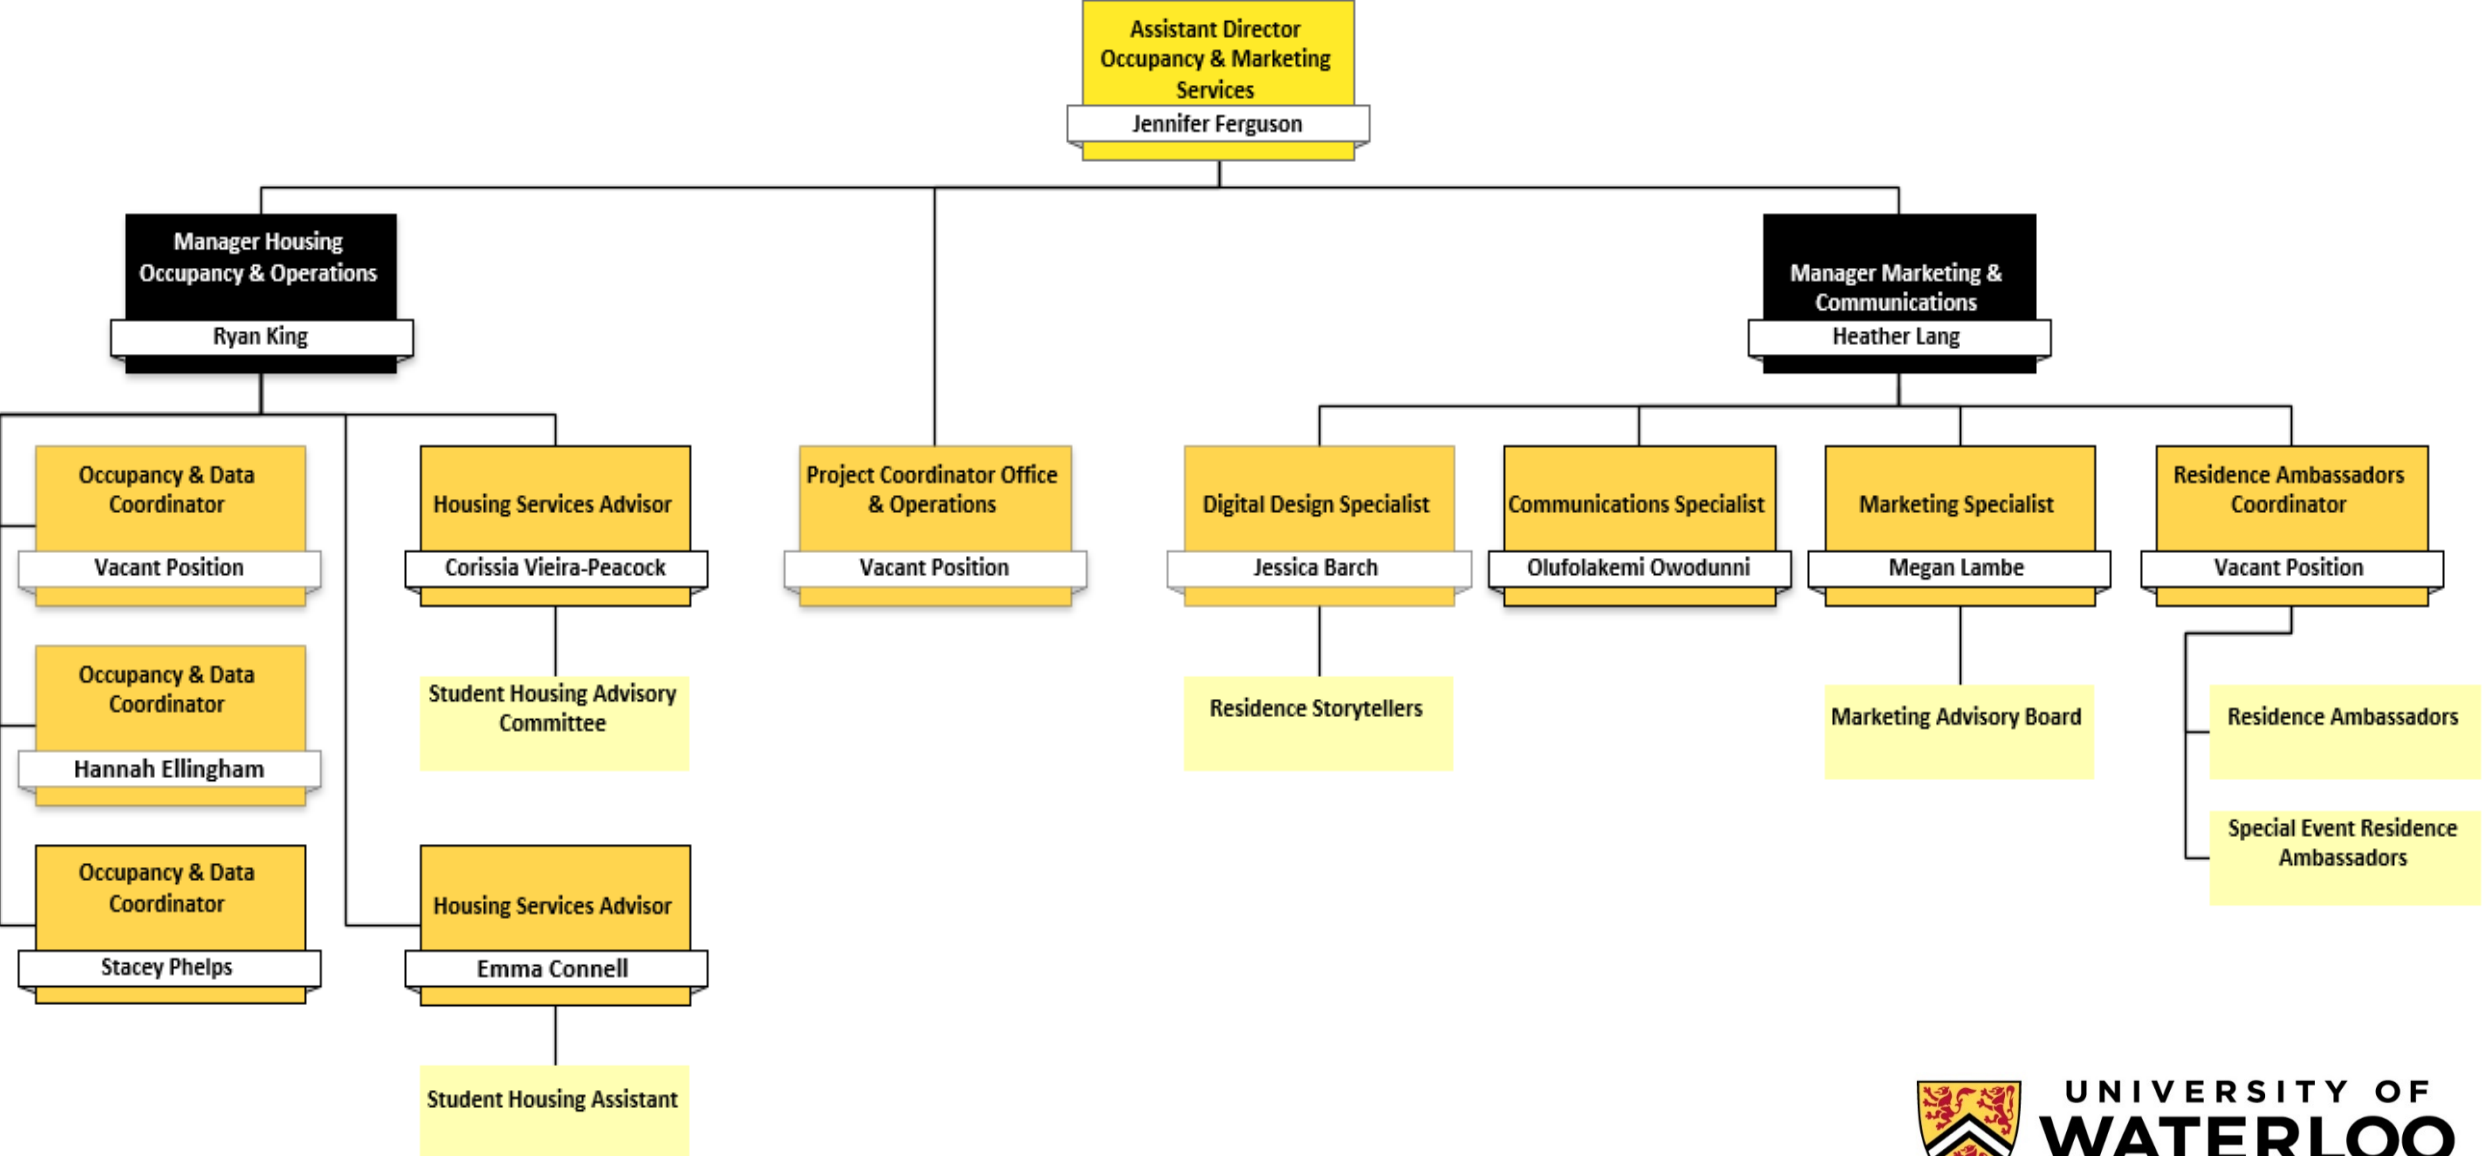 Assistant Director
Occupancy & Marketing
Services
Jennifer Ferguson
Manager Housing
Occupancy & Operations
Ryan King
Manager Marketing &
Communications
Heather Lang
Occupancy & Data
Coordinator
Vacant Position
Housing Services Advisor
Corissia Vieira-Peacock
Project Coordinator Office
& Operations
Vacant Position
Digital Design Specialist
Jessica Barch
Communications Specialist
Olufolakemi Owodunni
Marketing Specialist
Megan Lambe
Residence Ambassadors
Coordinator
Vacant Position
Occupancy & Data
Coordinator
Hannah Ellingham
Student Housing Advisory
Committee
Residence Storytellers
Marketing Advisory Board
Residence Ambassadors
Special Event Residence
Ambassadors
Occupancy & Data
Coordinator
Stacey Phelps
Housing Services Advisor
Emma Connell
Student Housing Assistant
UNIVERSITY OF
WATERLOO